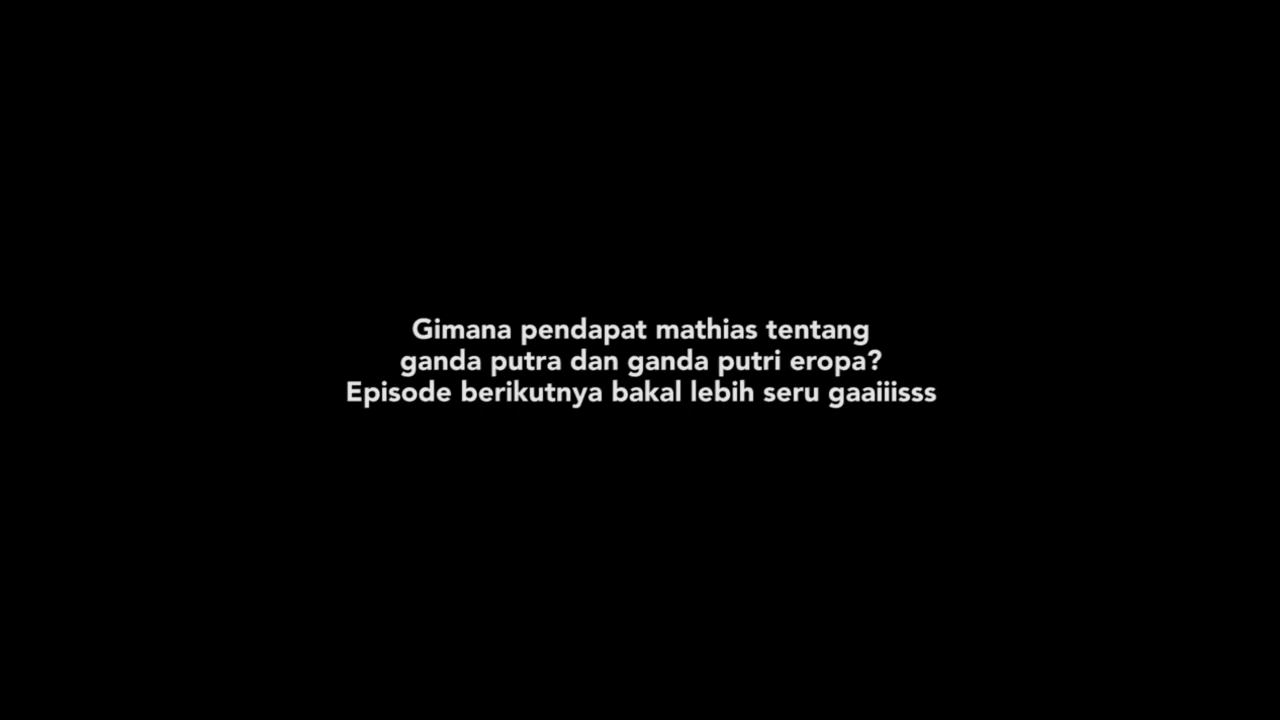 Gimana pendapat mathias tentang
ganda putra dan ganda putri eropa?
Episode berikutnya bakal lebih seru gaaiiisss